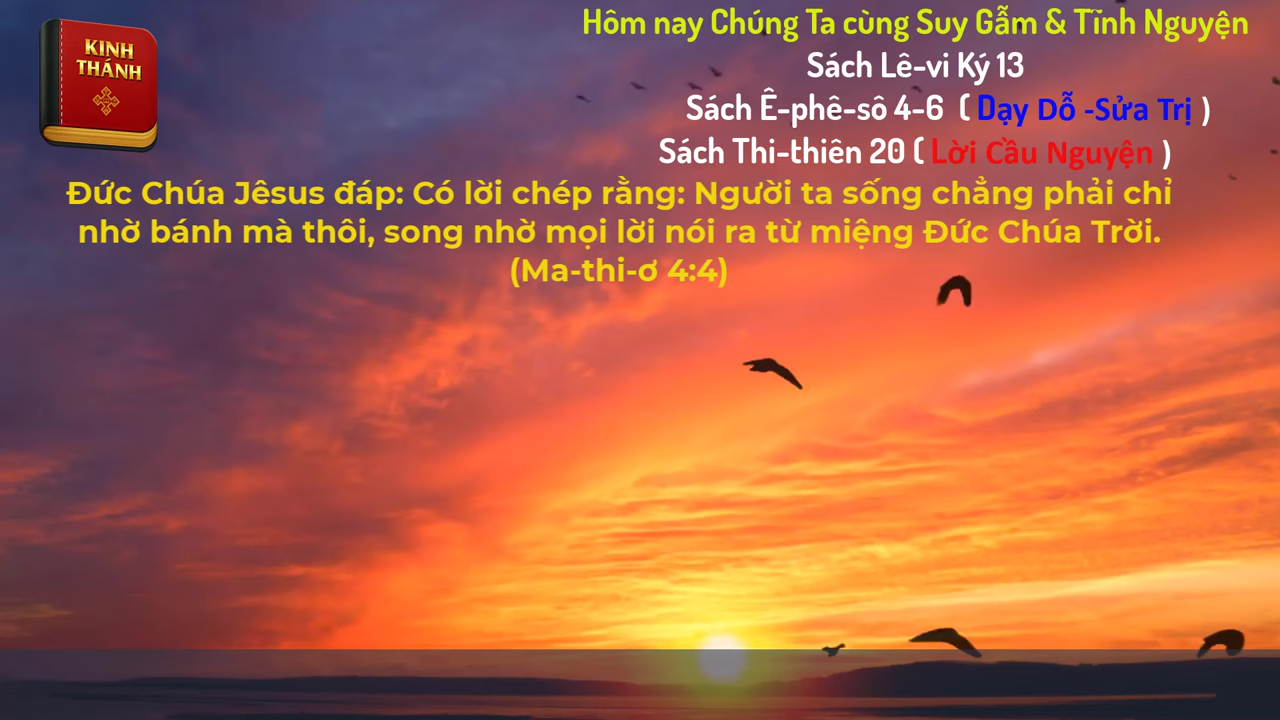 KINH
THÁNH
Hôm nay Chúng Ta cùng Suy Gẫm & Tĩnh Nguyện
Sách Lê-vi Ký 13
Sách Ê-phê-sô 4-6 ( Dạy Dỗ -Sửa Trị )
Sách Thi-thiên 20 ( Lời Cầu Nguyện )
Đức Chúa Jêsus đáp: Có lời chép rằng: Người ta sống chẳng phải chỉ
nhờ bánh mà thôi, song nhờ mọi lời nói ra từ miệng Đức Chúa Trời.
(Ma-thi-ơ 4:4)